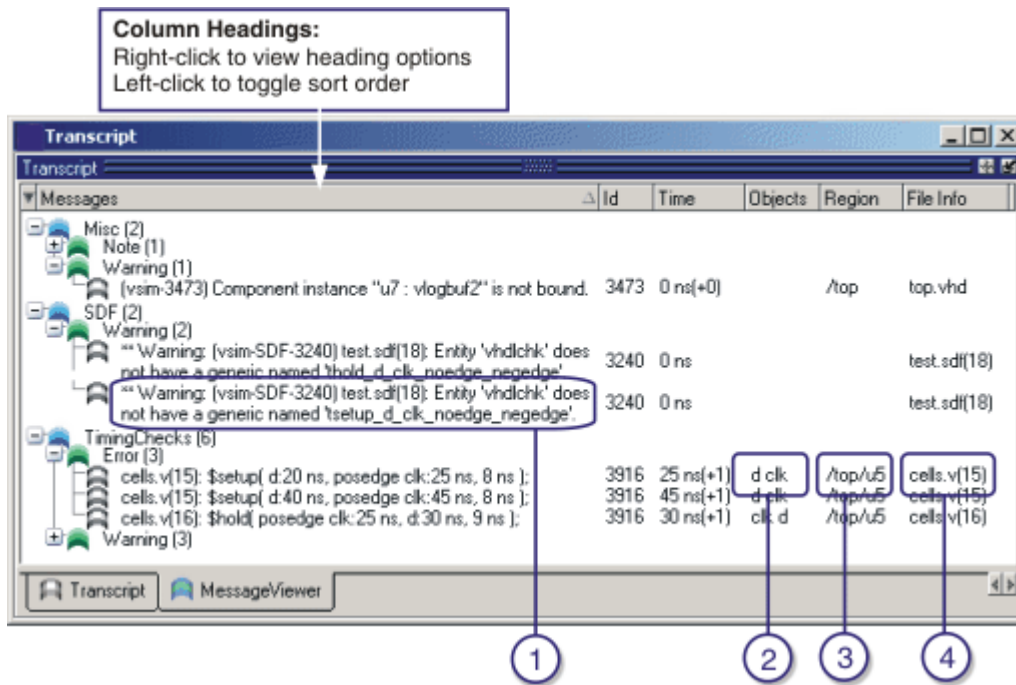 Column Headings:
Right-click to view heading options
Left-click to toggle sort order
Transcript
Transcript
Messages Id Time Objects Region File Info
Misc (2)
Note (1)
Warning (1)
(vsim-3473) Component instance "u7 : vlogbuf2" is not bound. 3473 0 ns(+0) /top top.vhd
SDF (2)
Warning (2)
** Warning: (vsim-SDF-3240) test.sdf(18): Entity 'vhdlchk' does
not have a generic named 'thold_d_clk_noedge_negedge'. 3240 0 ns test.sdf(18)
** Warning: (vsim-SDF-3240) test.sdf(18): Entity 'vhdlchk' does
not have a generic named 'tsetup_d_clk_noedge_negedge'. 3240 0 ns test.sdf(18)
TimingChecks (6)
Error (3)
cells.v(15): $setup( d:20 ns, posedge clk:25 ns, 8 ns ); 3916 25 ns(+1) d clk /top/u5 cells.v(15)
cells.v(15): $setup( d:40 ns, posedge clk:45 ns, 8 ns ); 3916 45 ns(+1) d clk /top/u5 cells.v(15)
cells.v(16): $hold( posedge clk:25 ns, d:30 ns, 9 ns ); 3916 30 ns(+1) clk d /top/u5 cells.v(16)
Warning (3)
Transcript MessageViewer
1 2 3 4